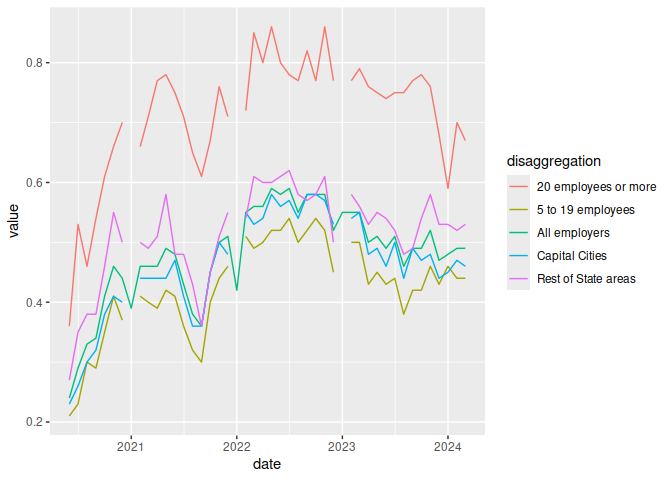 value
0.8
0.6
0.4
0.2
2021
2022
2023
2024
date
disaggregation
20 employees or more
5 to 19 employees
All employers
Capital Cities
Rest of State areas